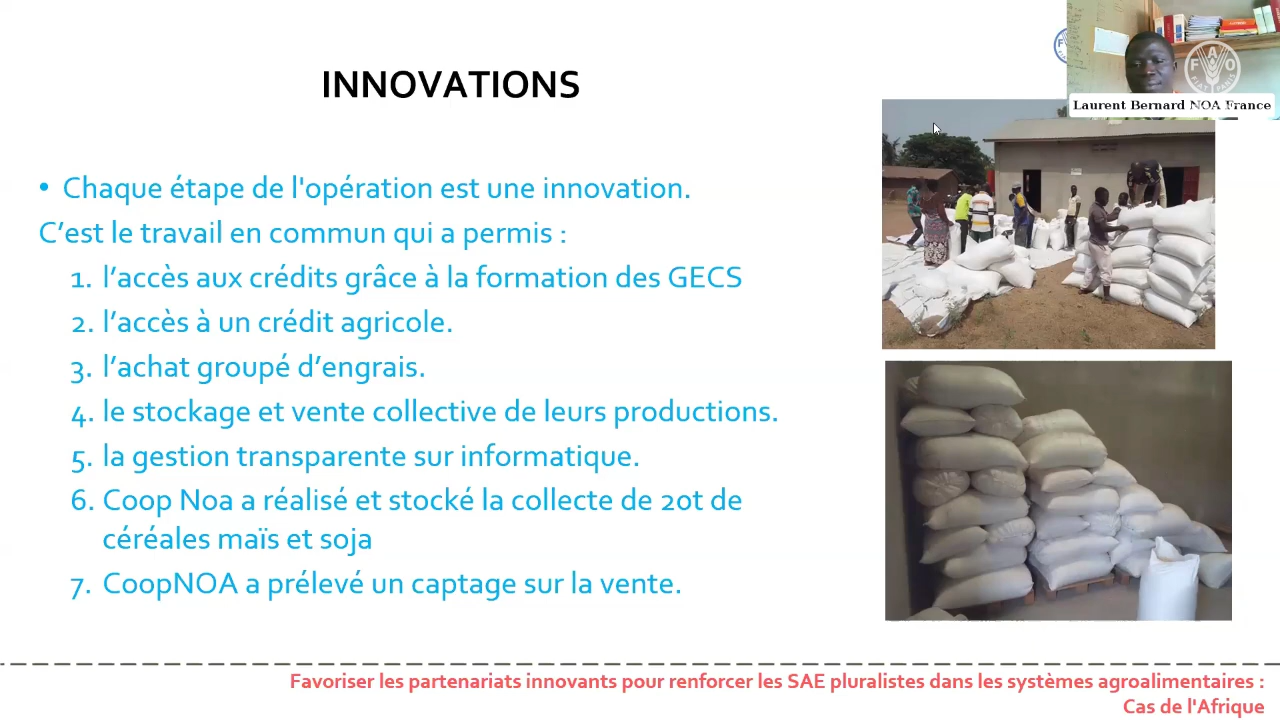 INNOVATIONS
Laurent Bernard NOA France
• Chaque étape de l'opération est une innovation.
C’est le travail en commun qui a permis :
1. l’accès aux crédits grâce à la formation des GECS
2. l’accès à un crédit agricole.
3. l’achat groupé d’engrais.
4. le stockage et vente collective de leurs productions.
5. la gestion transparente sur informatique.
6. Coop Noa a réalisé et stocké la collecte de 20t de
céréales maïs et soja
7. CoopNOA a prélevé un captage sur la vente.
Favoriser les partenariats innovants pour renforcer les SAE pluralistes dans les systèmes agroalimentaires :
Cas de l'Afrique
FAO
FIAT PANIS